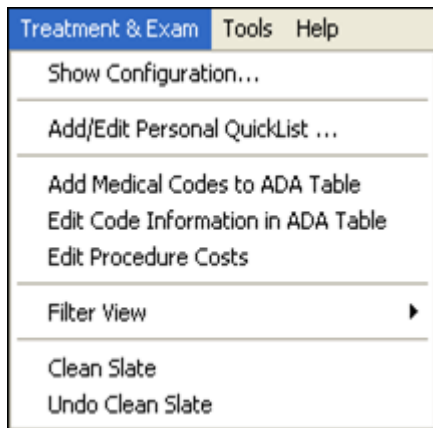 Treatment & Exam Tools Help
Show Configuration...
Add/Edit Personal QuickList ...
Add Medical Codes to ADA Table
Edit Code Information in ADA Table
Edit Procedure Costs
Filter View
Clean Slate
Undo Clean Slate